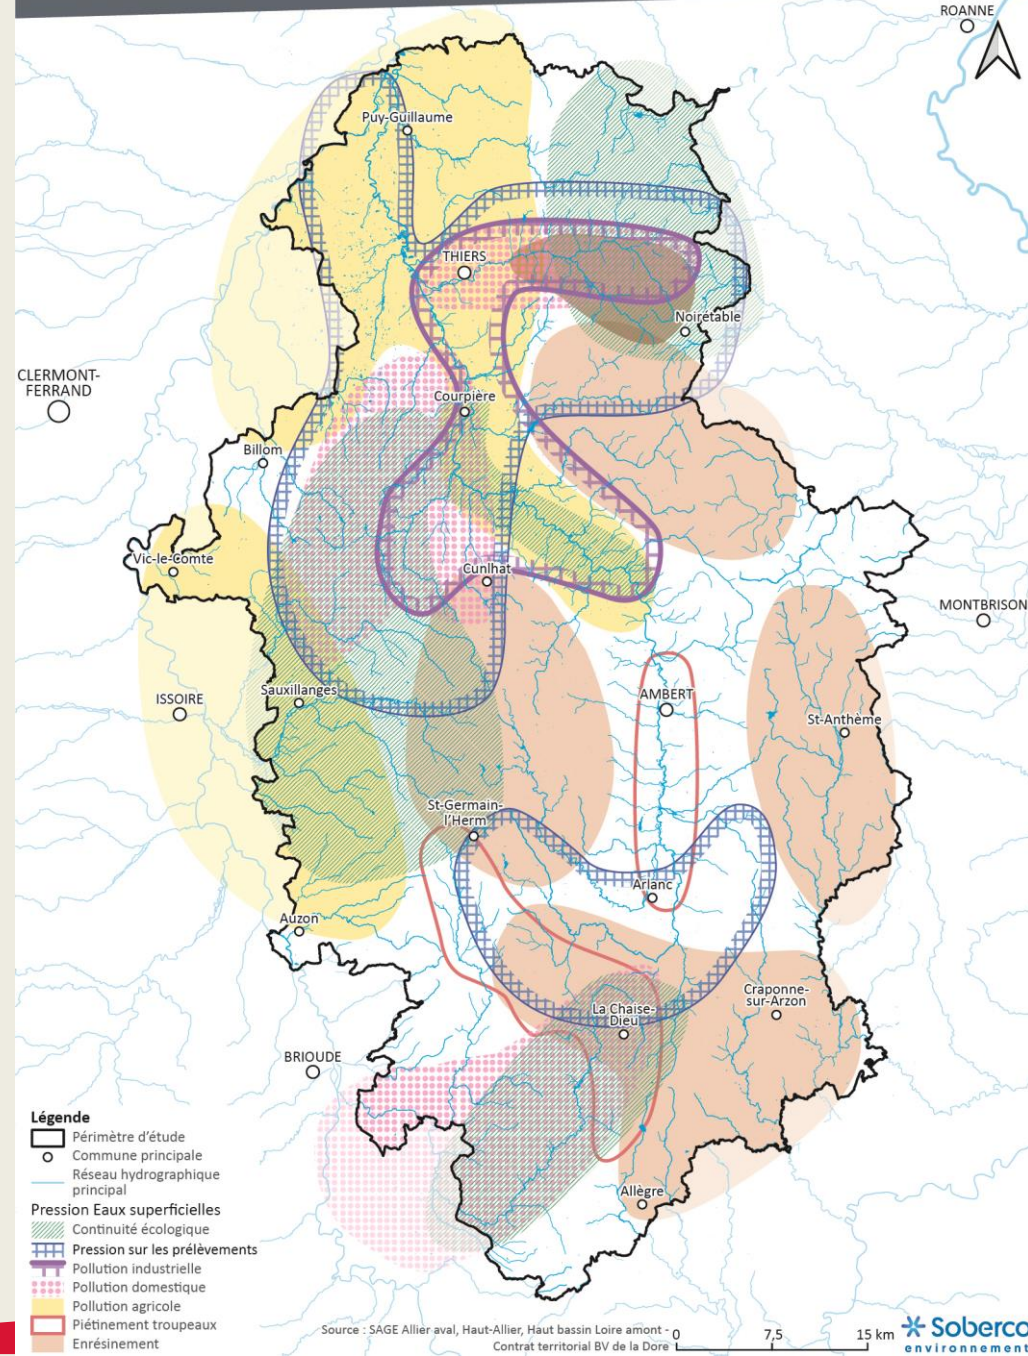 ROANNE
Puy-Guillaume
THIERS
Noiretable
CLERMONT-
FERRAND
Courpière
Billom
Vic-le-Comte
Cunlhat
MONTBRISON
ISSOIRE
Sauxillanges
AMBERT
St-Anthème
St-Germain-
l'Herm
Arlanc
Auzon
Craponne-
sur-Arzon
La Chaise-
Dieu
BRIOUDE
Allègre
Légende
Périmètre d'étude
Commune principale
Réseau hydrographique
principal
Pression Eaux superficielles
Continuité écologique
Pression sur les prélèvements
Pollution industrielle
Pollution domestique
Pollution agricole
Piétinement troupeaux
Enrésinement
Source : SAGE Allier aval, Haut-Allier, Haut bassin Loire amont -
Contrat territorial BV de la Dore
0 7,5 15 km
Soberco
environnement